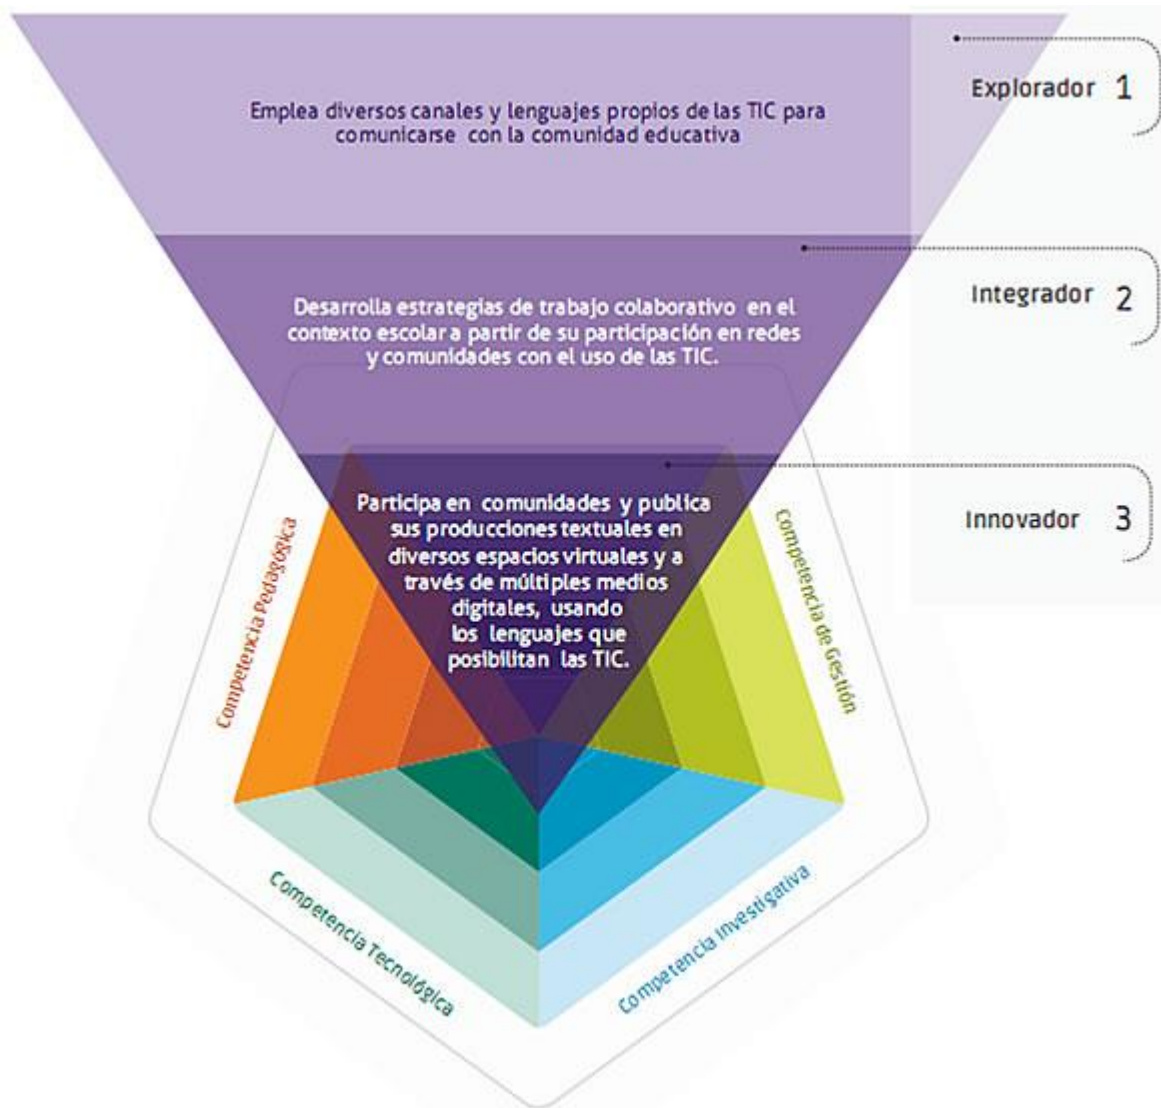 Emplea diversos canales y lenguajes propios de las TIC para
comunicarse con la comunidad educativa
Explorador 1
Desarrolla estrategias de trabajo colaborativo en el
contexto escolar a partir de su participación en redes
y comunidades con el uso de las TIC.
Integrador 2
Participa en comunidades y publica
sus producciones textuales en
diversos espacios virtuales y a
través de múltiples medios
digitales, usando
los lenguajes que
posibilitan las TIC.
Innovador 3
Competencia Pedagógica
Competencia de Gestión
Competencia Tecnológica
Competencia Investigativa